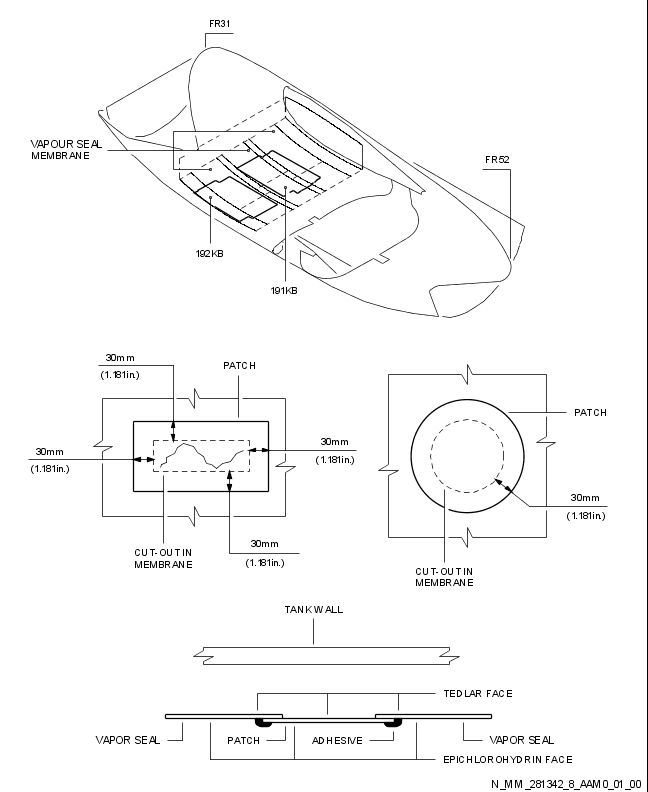 FR31
VAPOUR SEAL
MEMBRANE
FR52
192KB
191KB
30mm
(1.181in.)
PATCH
30mm
(1.181in.)
30mm
(1.181in.)
30mm
(1.181in.)
CUT-OUT IN
MEMBRANE
PATCH
30mm
(1.181in.)
CUT-OUT IN
MEMBRANE
TANK WALL
TEDLAR FACE
VAPOR SEAL
PATCH
ADHESIVE
VAPOR SEAL
EPICHLOROHYDRIN FACE
N_MM_281342_8_AAM0_01_00